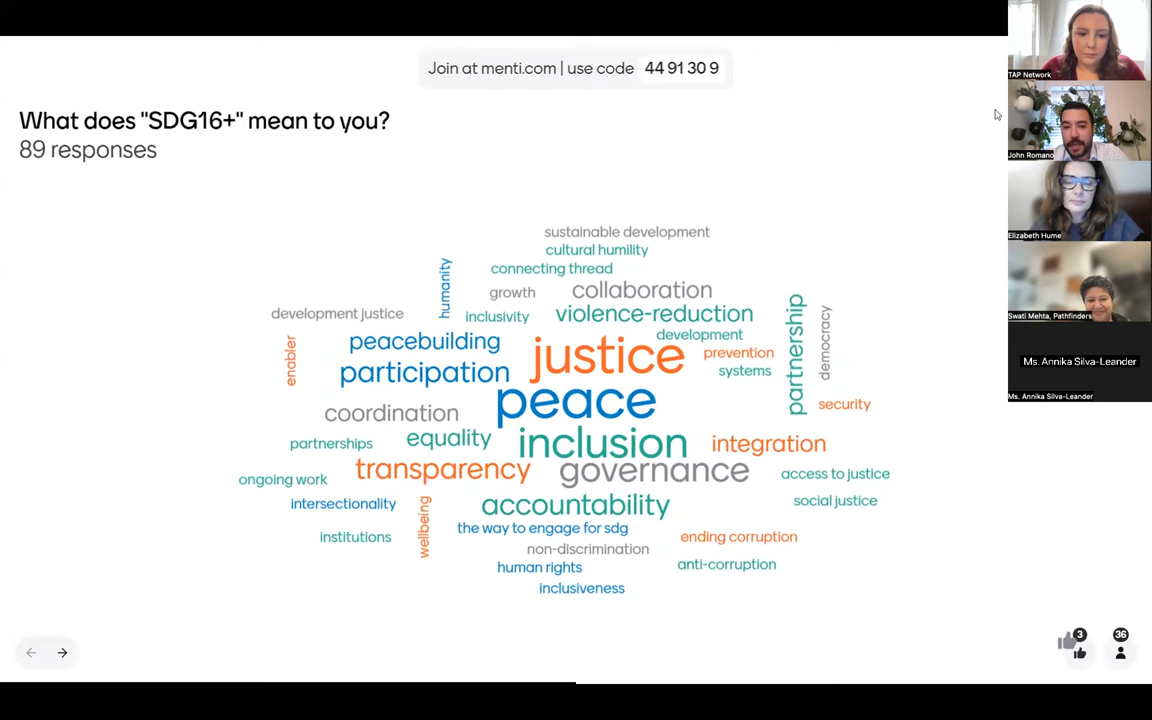 Join at menti.com | use code 44 91 30 9
What does "SDG16+" mean to you?
89 responses
sustainable development
cultural humility
connecting thread
humanity
growth
collaboration
development justice
inclusivity
violence-reduction
partnership
democracy
enabler
peacebuilding
justice
development
prevention
systems
participation
peace
security
coordination
partnerships
equality
inclusion
integration
ongoing work
transparency
governance
access to justice
intersectionality
wellbeing
accountability
social justice
institutions
the way to engage for sdg
ending corruption
non-discrimination
human rights
anti-corruption
inclusiveness
3
36
TAP Network
John Romano
Elizabeth Hume
Swati Mehta, Pathfinders
Ms. Annika Silva-Leander
Ms. Annika Silva-Leander